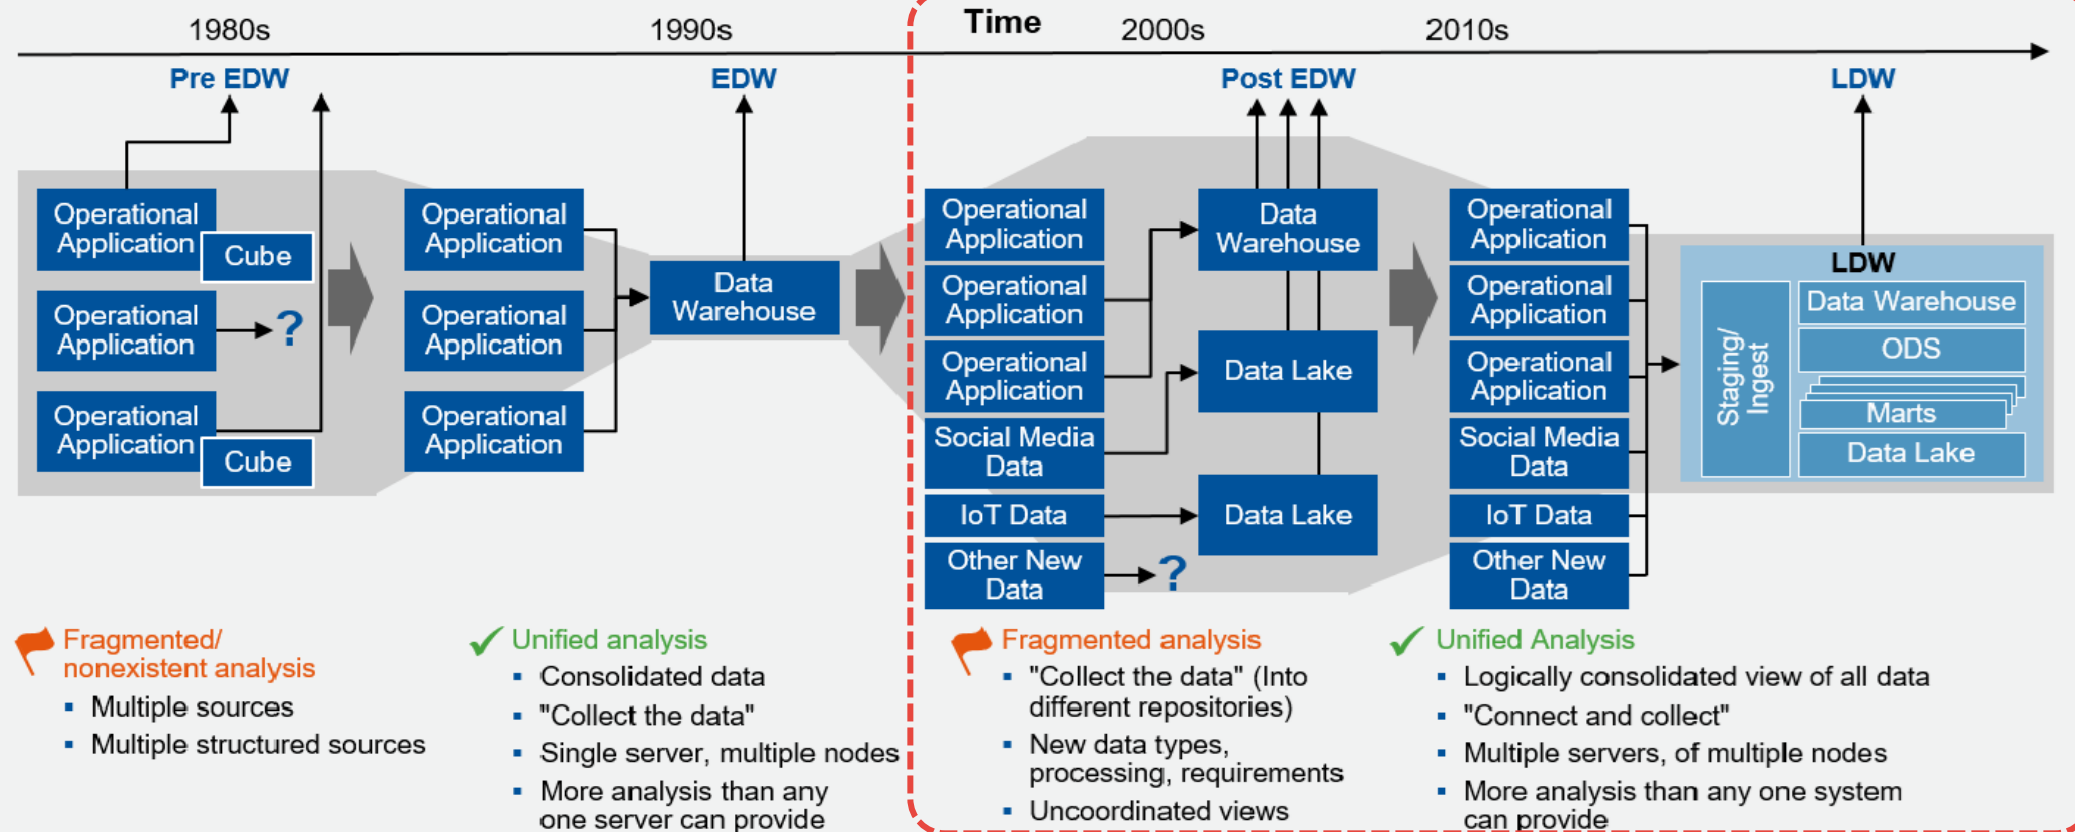 Time
1980s
1990s
2000s
2010s
Pre EDW
EDW
Post EDW
LDW
Operational
Application
Cube
Operational
Application
?
Operational
Application
Cube
Operational
Application
Operational
Application
Operational
Application
Data
Warehouse
Operational
Application
Operational
Application
Operational
Application
Social Media
Data
IoT Data
Other New
Data
?
Data
Warehouse
Data Lake
Data Lake
Operational
Application
Operational
Application
Operational
Application
Social Media
Data
IoT Data
Other New
Data
LDW
Staging/
Ingest
Data Warehouse
ODS
Marts
Data Lake
Fragmented/
nonexistent analysis
▪ Multiple sources
▪ Multiple structured sources
Unified analysis
▪ Consolidated data
▪ "Collect the data"
▪ Single server, multiple nodes
▪ More analysis than any
one server can provide
Fragmented analysis
▪ "Collect the data" (Into
different repositories)
▪ New data types,
processing, requirements
▪ Uncoordinated views
Unified Analysis
▪ Logically consolidated view of all data
▪ "Connect and collect"
▪ Multiple servers, of multiple nodes
▪ More analysis than any one system
can provide